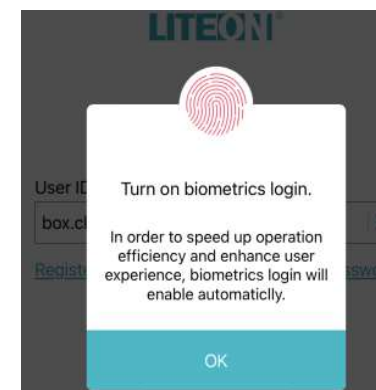 LITEON
User ID
Turn on biometrics login.
box.c
In order to speed up operation
efficiency and enhance user
experience, biometrics login will
enable automaticlly.
OK